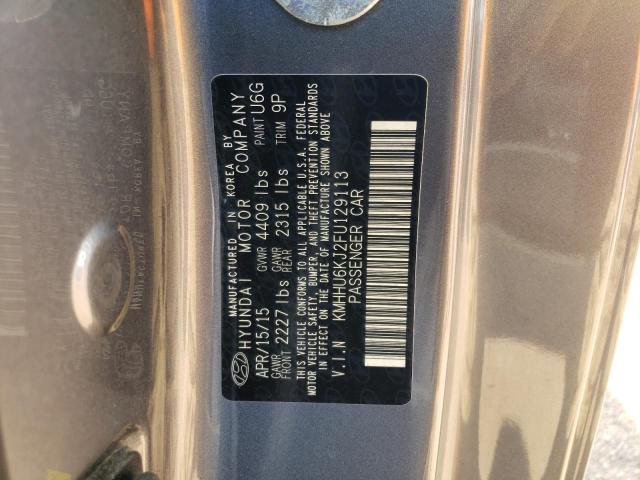 MANUFACTURED IN KOREA BY
HYUNDAI MOTOR COMPANY
APR/15/15 GVWR 4409 lbs PAINT U6G
GAWR FRONT 2227 lbs GAWR REAR 2315 lbs TRIM 9P
THIS VEHICLE CONFORMS TO ALL APPLICABLE U.S.A. FEDERAL
MOTOR VEHICLE SAFETY, BUMPER, AND THEFT PREVENTION STANDARDS
IN EFFECT ON THE DATE OF MANUFACTURE SHOWN ABOVE
V.I.N KMHHU6KJ2FU129113
PASSENGER CAR